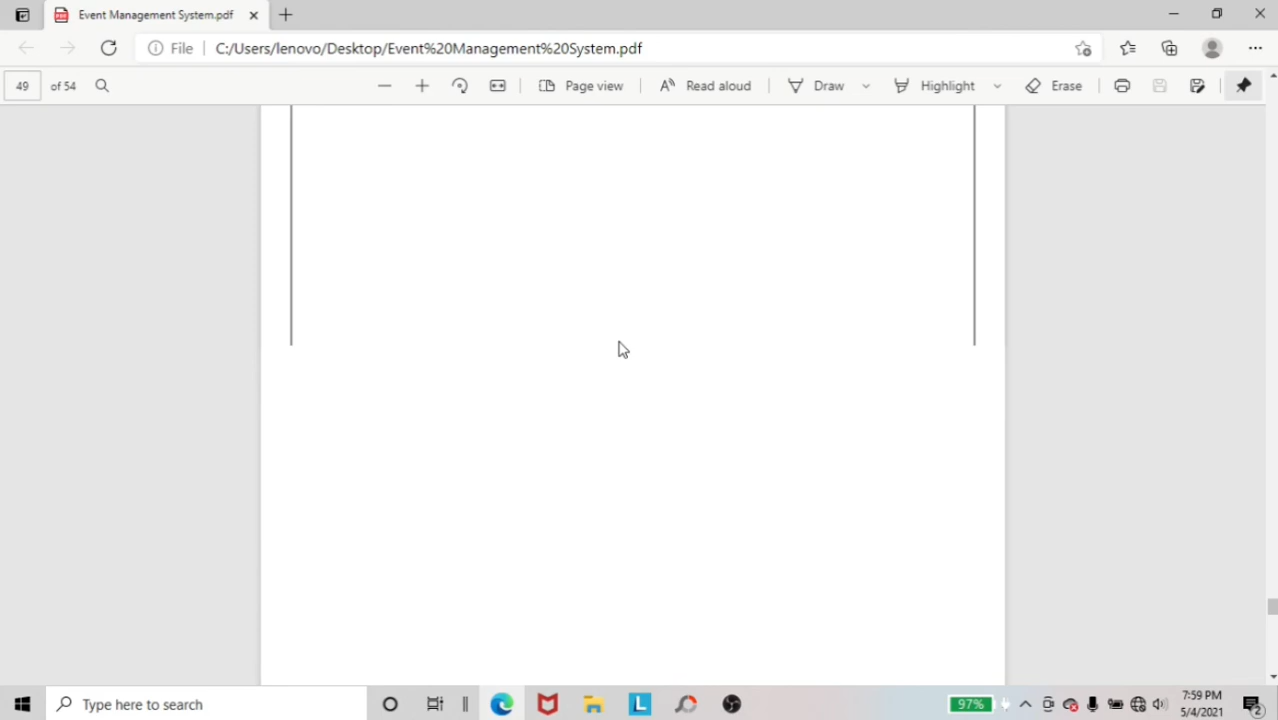 Event Management System.pdf
File C:/Users/lenovo/Desktop/Event%20Management%20System.pdf
49 of 54 Page view Read aloud Draw Highlight Erase
Type here to search L 97% 7:59 PM
5/4/2021 2